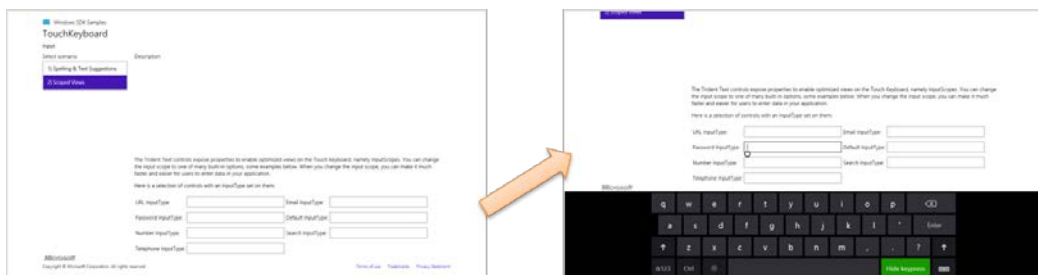 Windows SDK Samples
TouchKeyboard
Input
Select scenario:
Description:
1) Spelling & Text Suggestions
2) Scoped Views
The Trident Text controls expose properties to enable optimized views on the Touch Keyboard, namely InputScopes. You can change
the input scope to one of many built-in options, some examples below. When you change the input scope, you can make it much
faster and easier for users to enter data in your application.
Here is a selection of controls with an InputType set on them:
URL InputType:
Email InputType:
Password InputType:
Default InputType:
Number InputType:
Search InputType:
Telephone InputType:
Microsoft
Copyright © Microsoft Corporation. All rights reserved.
Terms of use
Trademarks
Privacy Statement
2) Scoped Views
The Trident Text controls expose properties to enable optimized views on the Touch Keyboard, namely InputScopes. You can change
the input scope to one of many built-in options, some examples below. When you change the input scope, you can make it much
faster and easier for users to enter data in your application.
Here is a selection of controls with an InputType set on them:
URL InputType:
Email InputType:
Password InputType:
Default InputType:
Number InputType:
Search InputType:
Telephone InputType:
Microsoft
q w e r t y u i o p
a s d f g h j k l ' Enter
z x c v b n m , . ?
&123 Ctrl Hide keypress